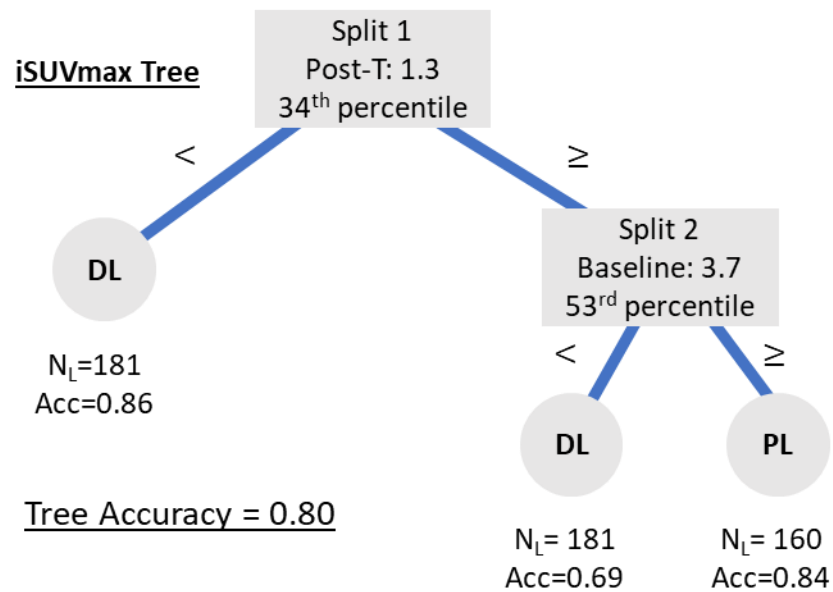 iSUVmax Tree
Split 1
Post-T: 1.3
34th percentile
<
≥
Split 2
Baseline: 3.7
53rd percentile
DL
NL=181
Acc=0.86
<
≥
DL
PL
Tree Accuracy = 0.80
NL= 181
Acc=0.69
NL= 160
Acc=0.84